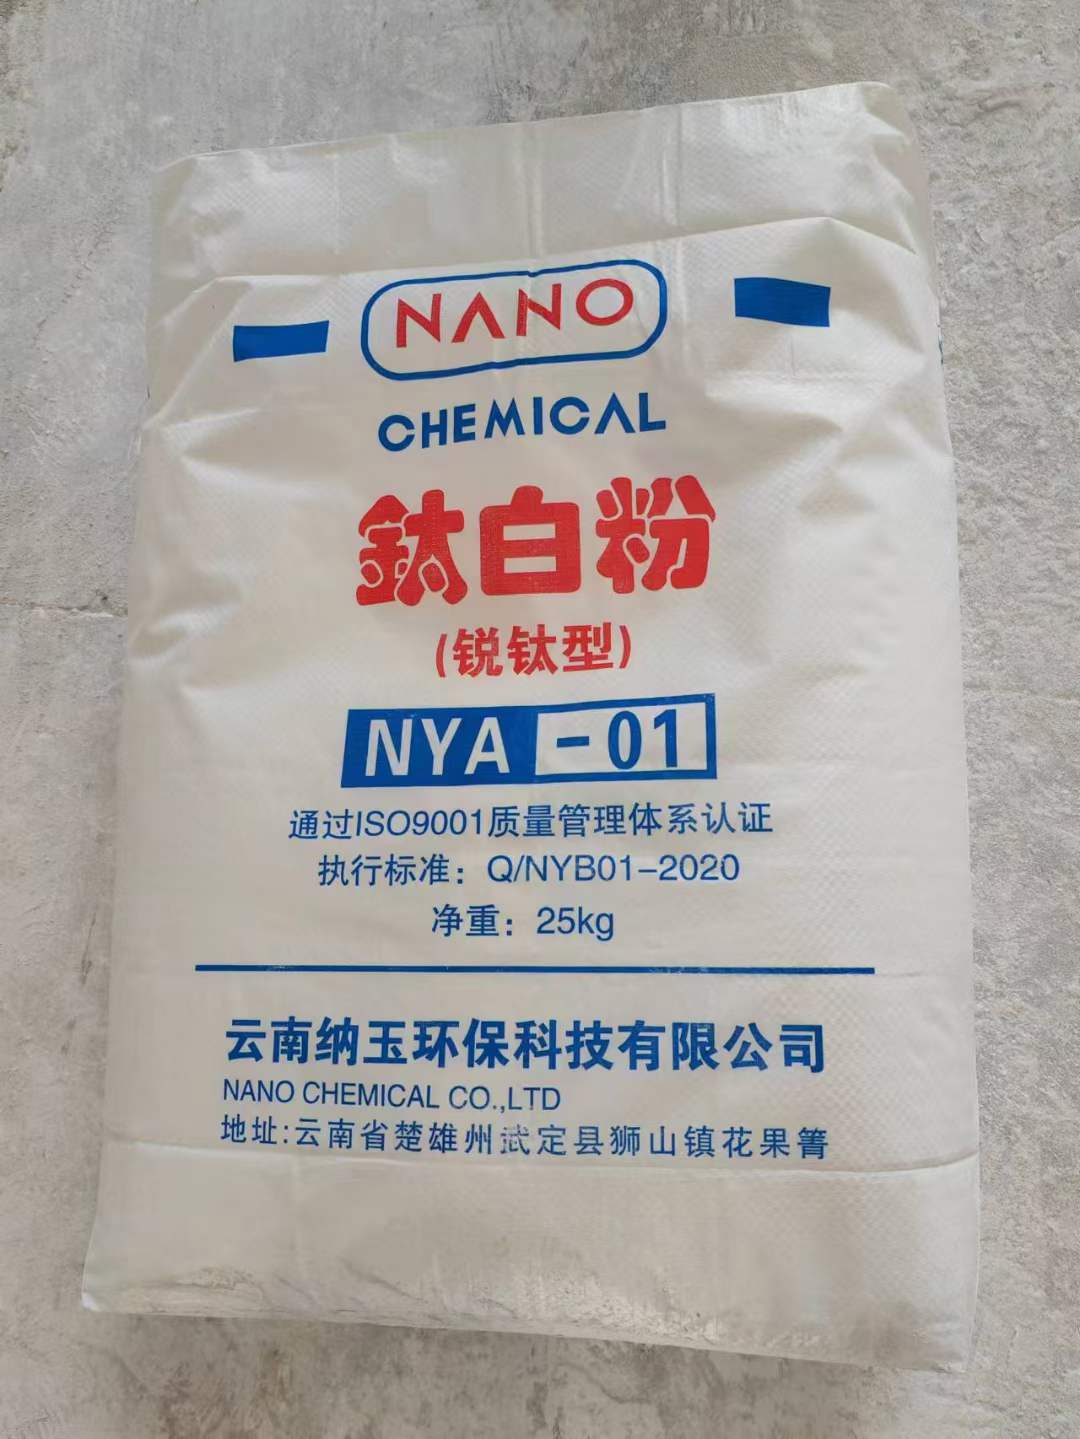 NANO
CHEMICAL
鈦白粉
(锐钛型)
NYA -01
通过ISO9001质量管理体系认证
执行标准：Q/NYB01-2020
净重：25kg
云南纳玉环保科技有限公司
NANO CHEMICAL CO.,LTD
地址:云南省楚雄州武定县狮山镇花果箐